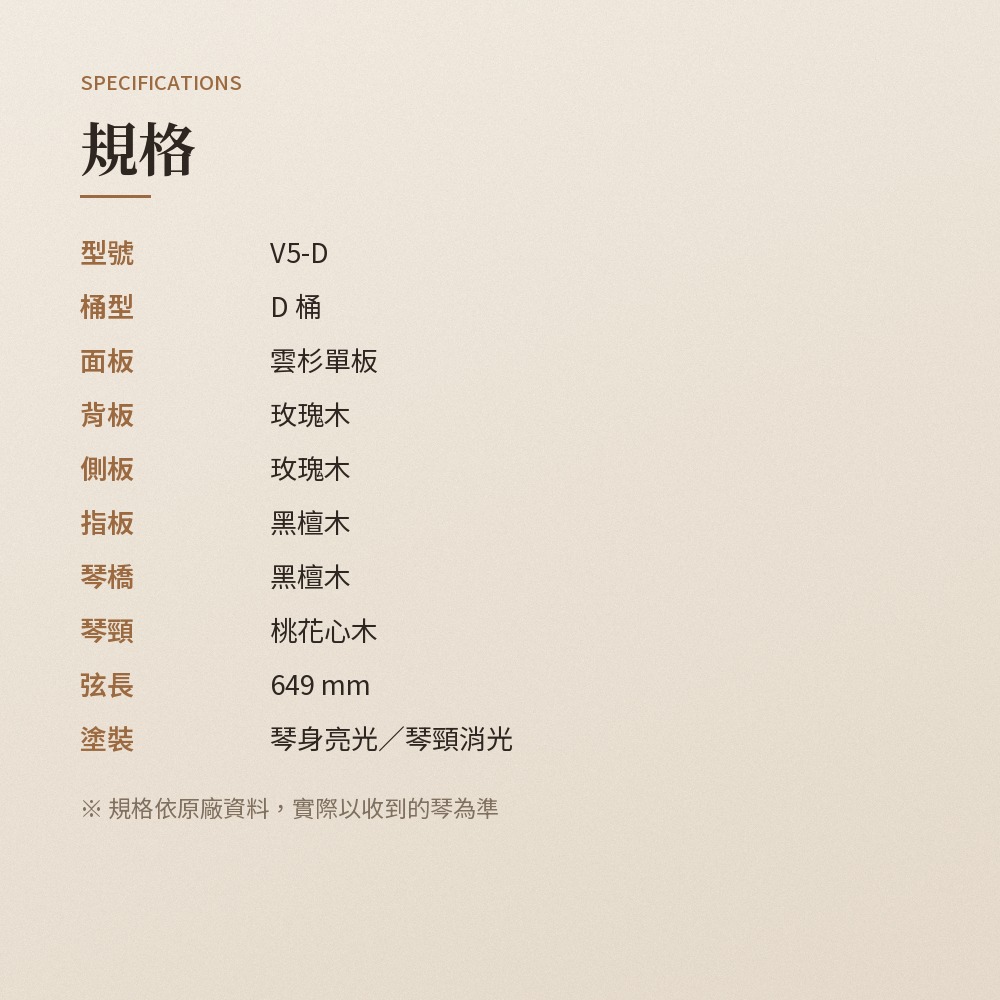 SPECIFICATIONS
規格
型號 V5-D
桶型 D 桶
面板 雲杉單板
背板 玫瑰木
側板 玫瑰木
指板 黑檀木
琴橋 黑檀木
琴頸 桃花心木
弦長 649 mm
塗裝 琴身亮光／琴頸消光
※ 規格依原廠資料，實際以收到的琴為準